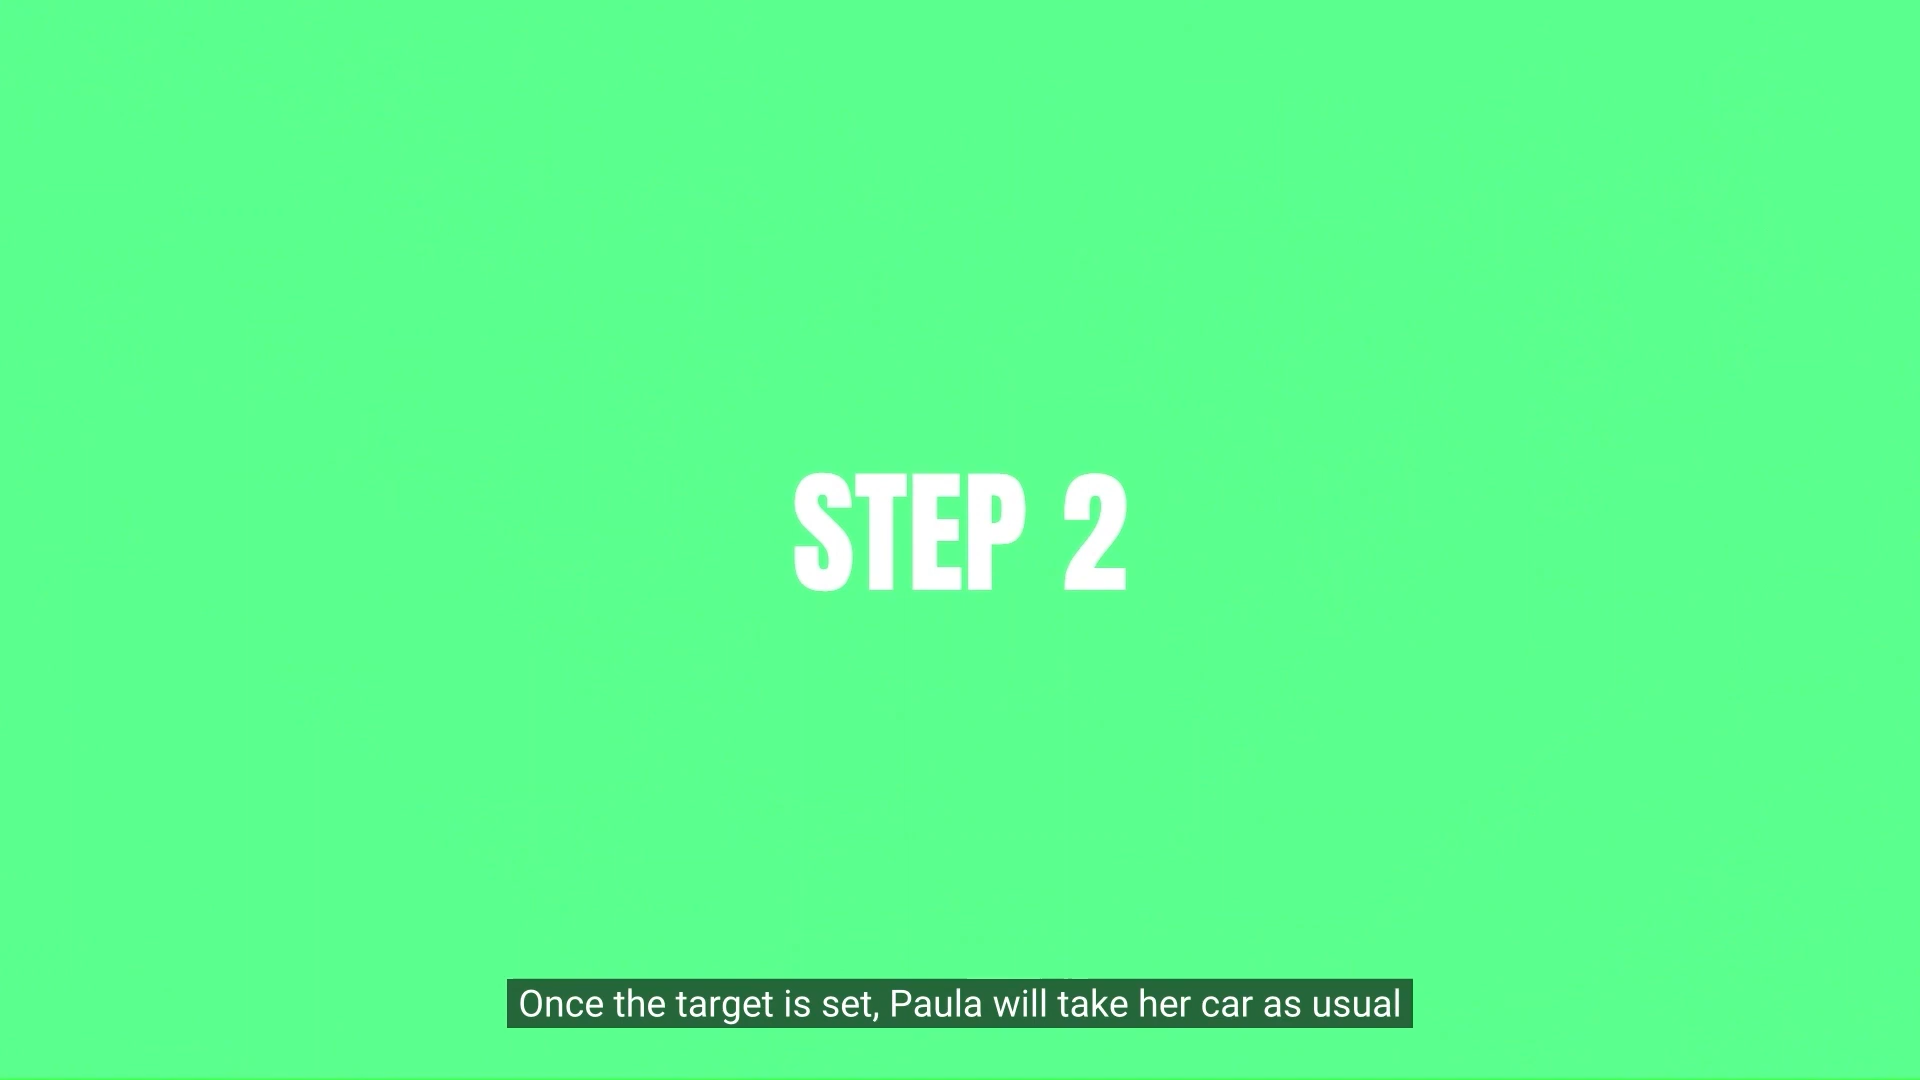 STEP 2
Once the target is set, Paula will take her car as usual